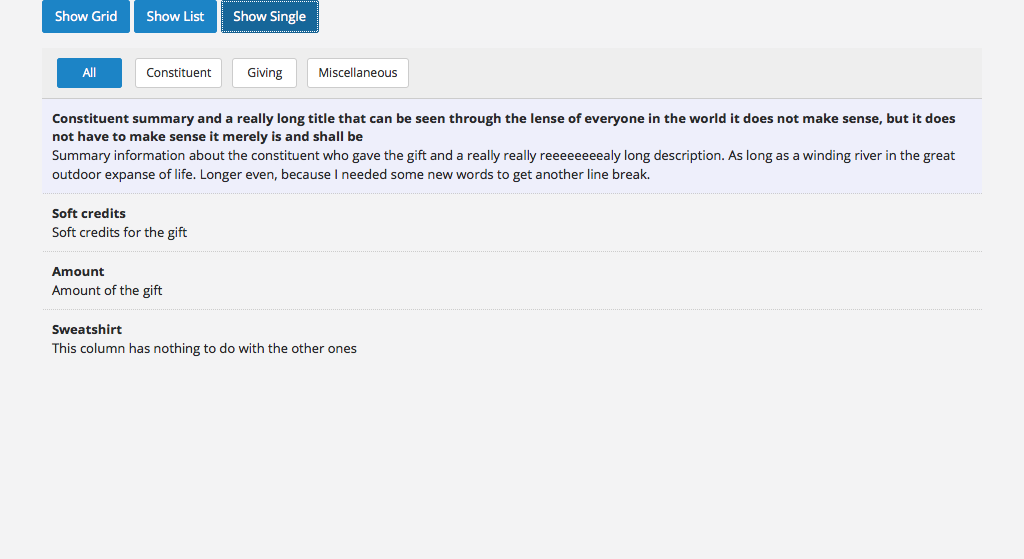 Show Grid Show List Show Single
All Constituent Giving Miscellaneous
Constituent summary and a really long title that can be seen through the lense of everyone in the world it does not make sense, but it does
not have to make sense it merely is and shall be
Summary information about the constituent who gave the gift and a really really reeeeeeeealy long description. As long as a winding river in the great
outdoor expanse of life. Longer even, because I needed some new words to get another line break.
Soft credits
Soft credits for the gift
Amount
Amount of the gift
Sweatshirt
This column has nothing to do with the other ones